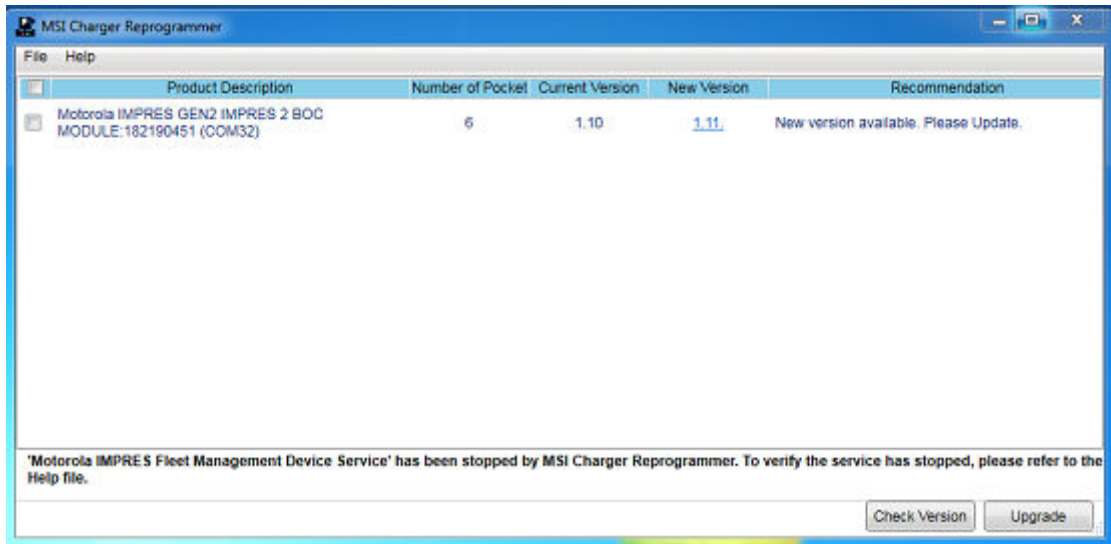 MSI Charger Reprogrammer
File Help
Product Description Number of Pocket Current Version New Version Recommendation
Motorola IMPRES GEN2 IMPRES 2 BOC
MODULE:182190451 (COM32) 6 1.10 1.11. New version available. Please Update.
'Motorola IMPRES Fleet Management Device Service' has been stopped by MSI Charger Reprogrammer. To verify the service has stopped, please refer to the
Help file.
Check Version Upgrade